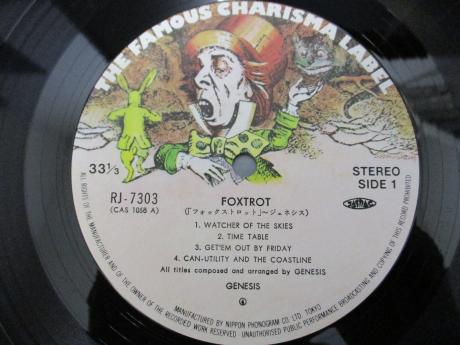 THE FAMOUS CHARISMA LABEL
33 1/3
STEREO
SIDE 1
RJ-7303
(CAS 1058 A)
FOXTROT
(「フォックストロット」〜ジェネシス)
1. WATCHER OF THE SKIES
2. TIME TABLE
3. GET'EM OUT BY FRIDAY
4. CAN-UTILITY AND THE COASTLINE
All titles composed and arranged by GENESIS
GENESIS
MANUFACTURED BY NIPPON PHONOGRAM CO. LTD. TOKYO
ALL RIGHTS OF THE MANUFACTURER AND OF THE OWNER OF THE RECORDED WORK RESERVED UNAUTHORISED PUBLIC PERFORMANCE BROADCASTING AND COPYING OF THIS RECORD PROHIBITED